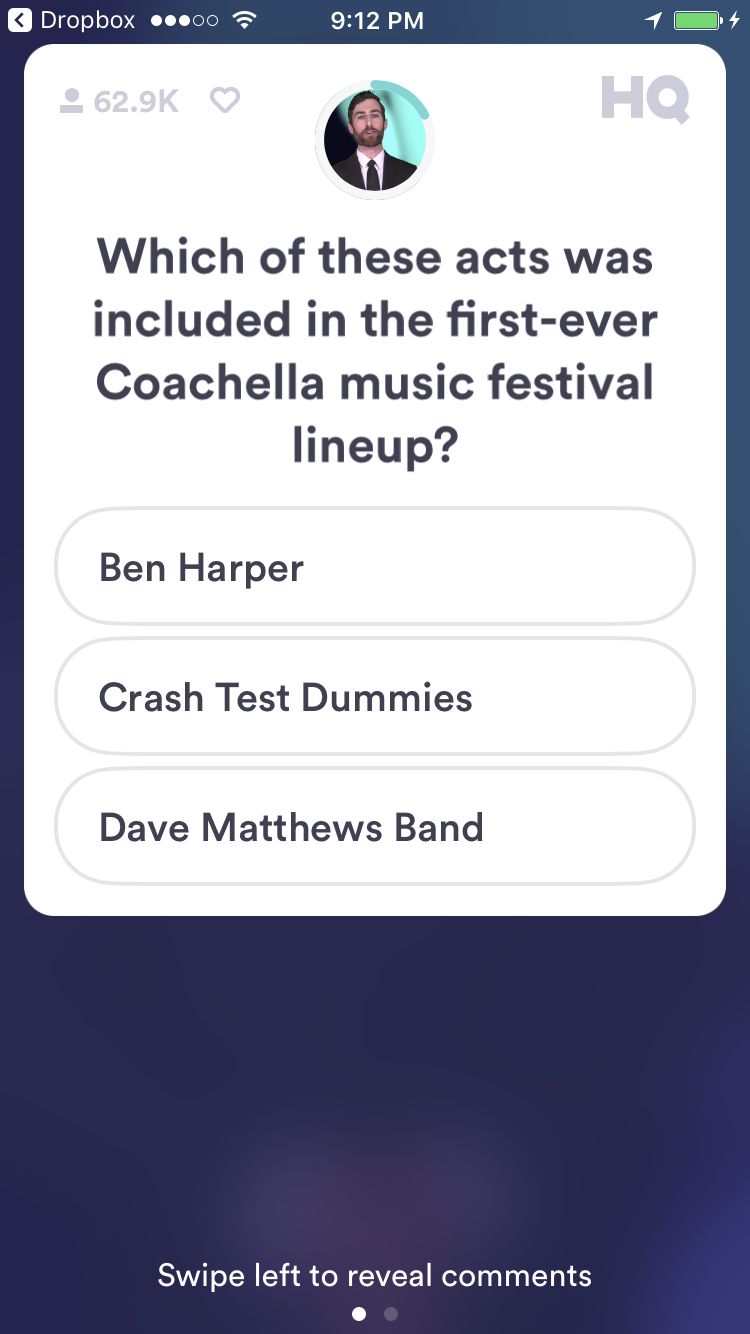 Dropbox 9:12 PM
62.9K HQ
Which of these acts was
included in the first-ever
Coachella music festival
lineup?
Ben Harper
Crash Test Dummies
Dave Matthews Band
Swipe left to reveal comments